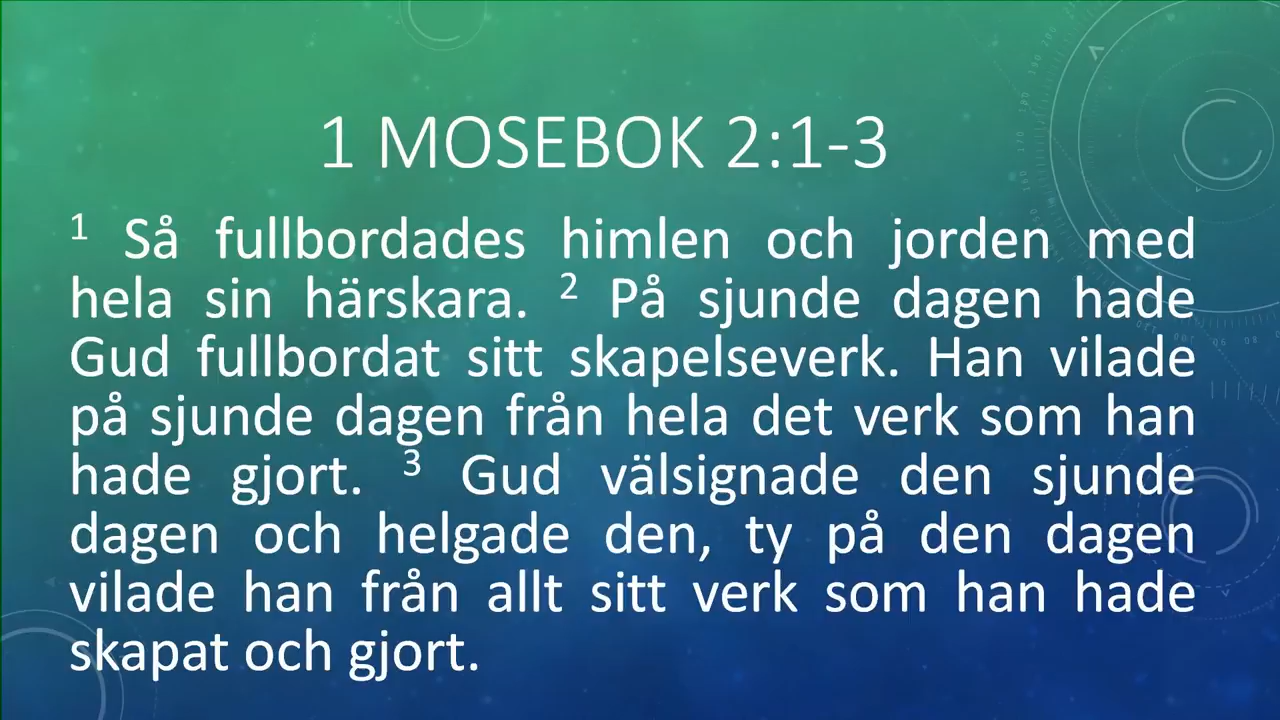 1 MOSEBOK 2:1-3
1 Så fullbordades himlen och jorden med
hela sin härskara. 2 På sjunde dagen hade
Gud fullbordat sitt skapelseverk. Han vilade
på sjunde dagen från hela det verk som han
hade gjort. 3 Gud välsignade den sjunde
dagen och helgade den, ty på den dagen
vilade han från allt sitt verk som han hade
skapat och gjort.